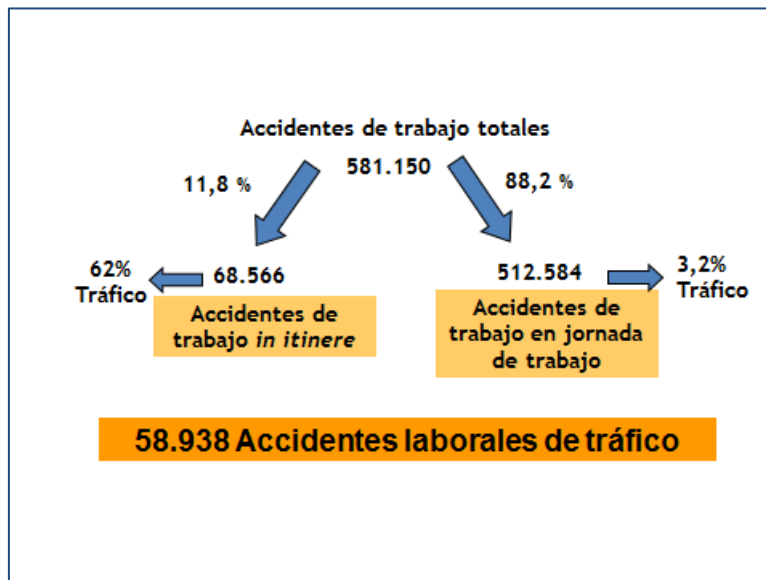 Accidentes de trabajo totales
581.150
11,8 %
88,2 %
62%
Tráfico
68.566
512.584
3,2%
Tráfico
Accidentes de
trabajo in itinere
Accidentes de
trabajo en jornada
de trabajo
58.938 Accidentes laborales de tráfico